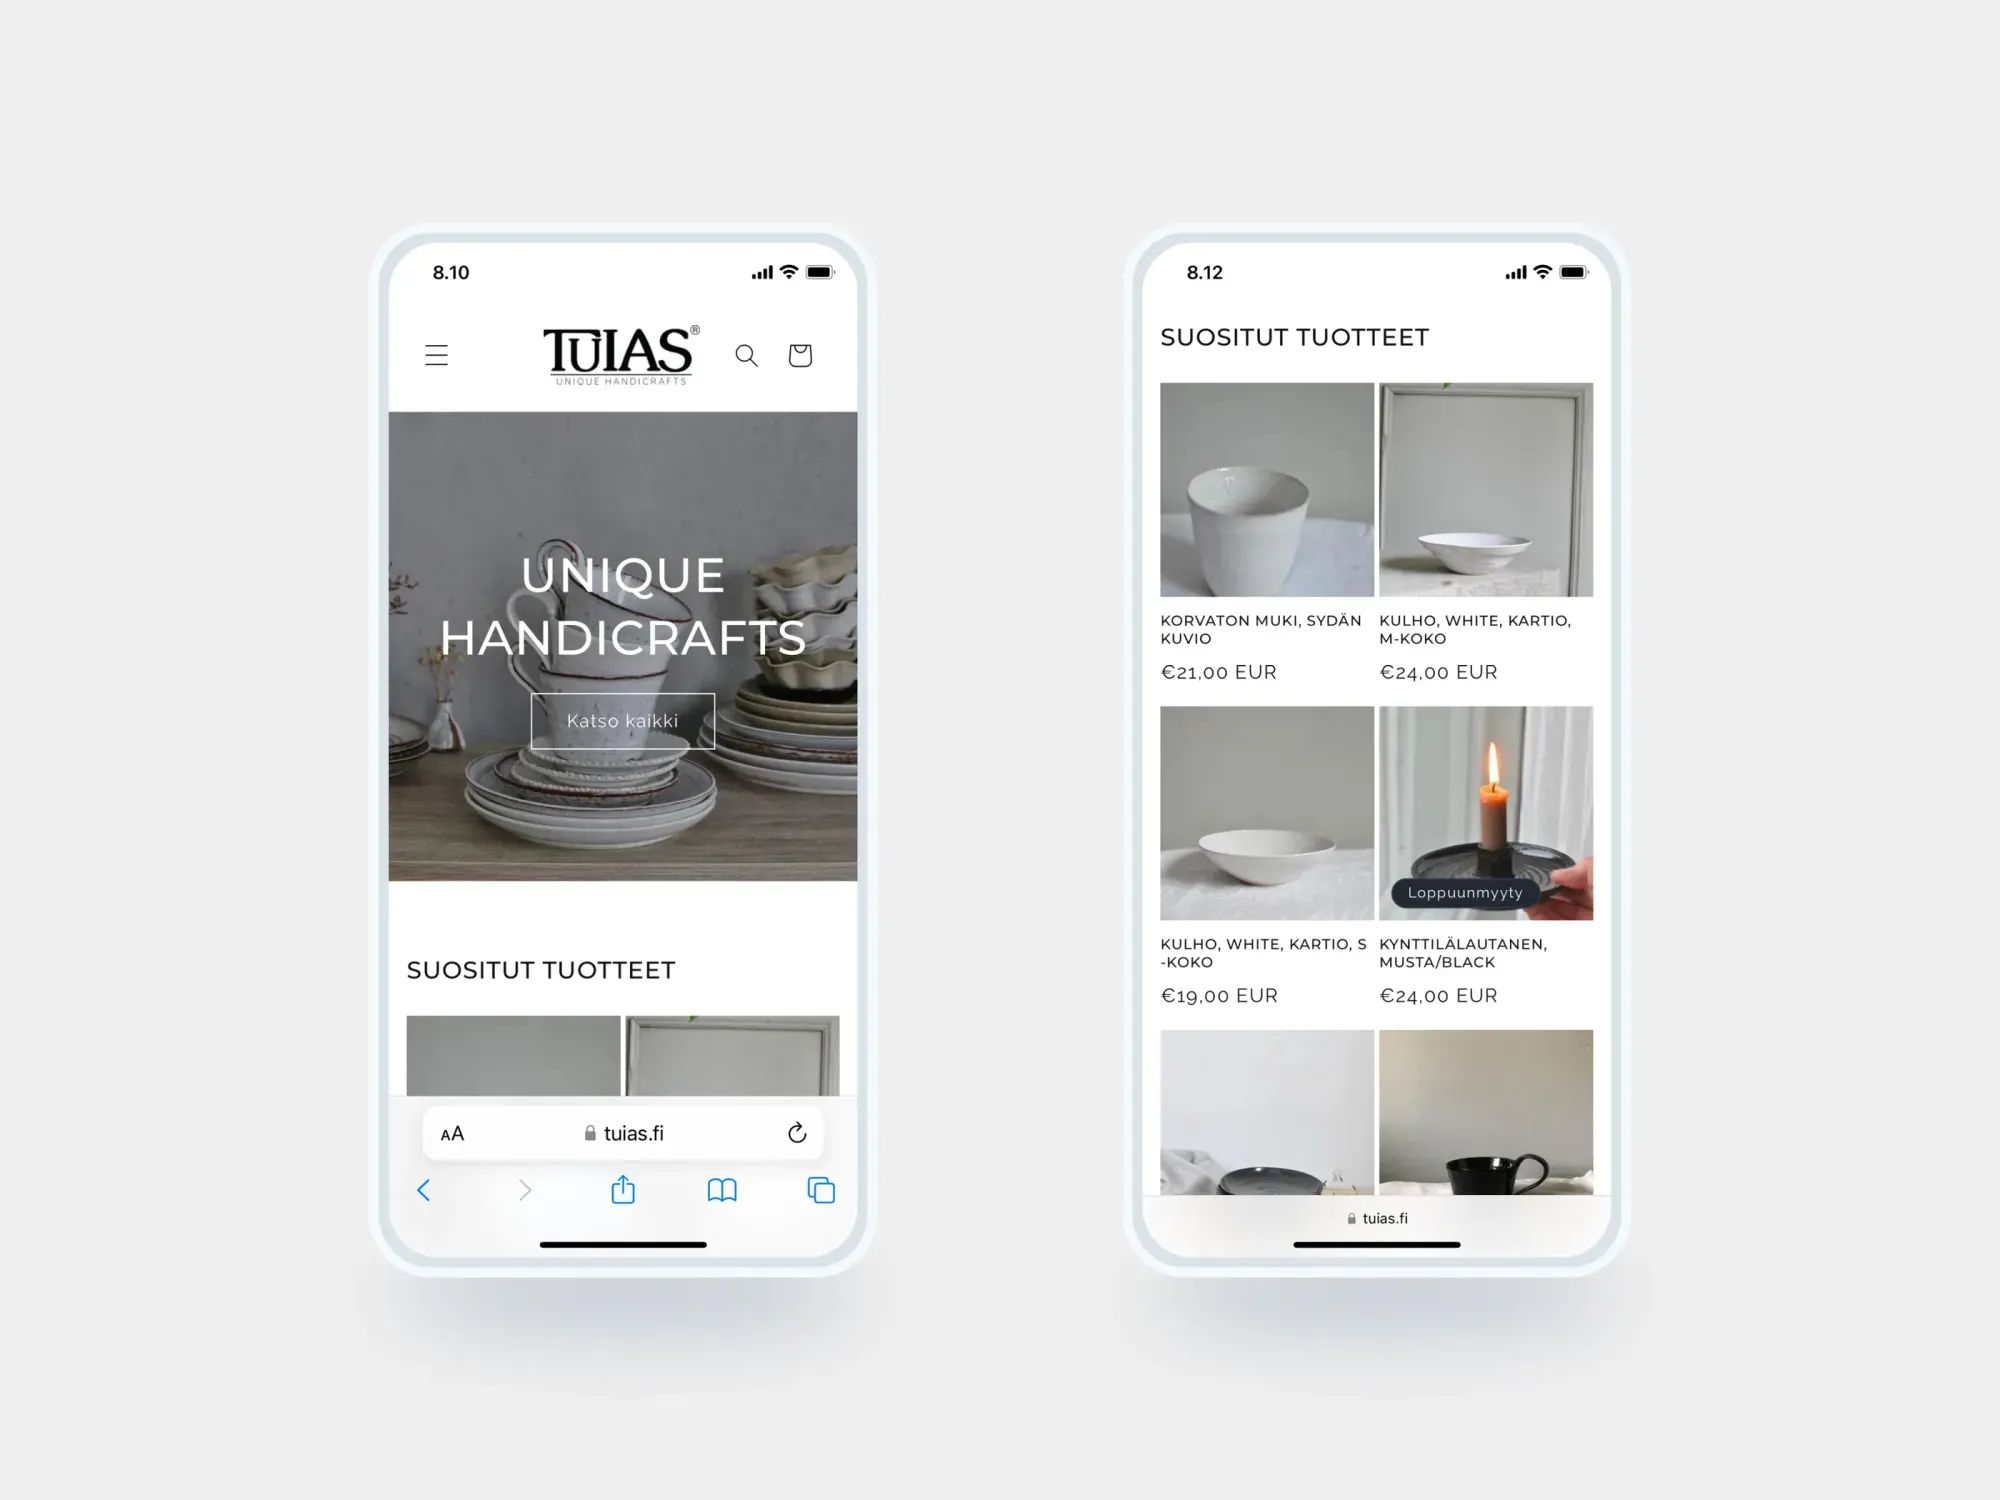 8.10
TUIAS®
UNIQUE HANDICRAFTS
UNIQUE
HANDICRAFTS
Katso kaikki
SUOSITUT TUOTTEET
AA
tuias.fi
8.12
SUOSITUT TUOTTEET
KORVATON MUKI, SYDÄN
KUVIO
€21,00 EUR
KULHO, WHITE, KARTIO,
M-KOKO
€24,00 EUR
Loppuunmyyty
KULHO, WHITE, KARTIO, S
-KOKO
€19,00 EUR
KYNTTILÄLAUTANEN,
MUSTA/BLACK
€24,00 EUR
tuias.fi